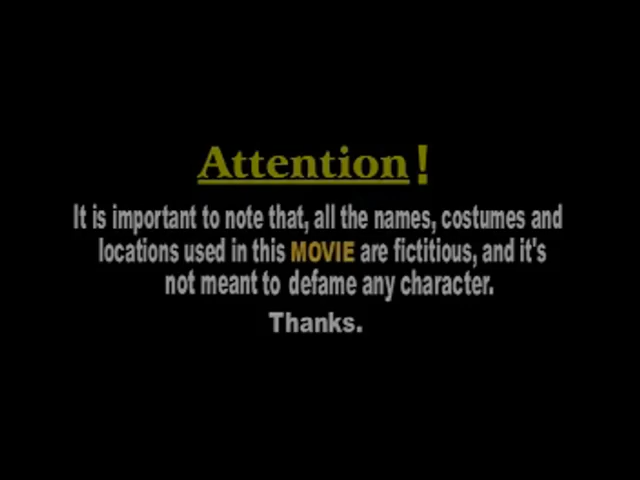 Attention!
It is important to note that, all the names, costumes and
locations used in this MOVIE are fictitious, and it's
not meant to defame any character.
Thanks.